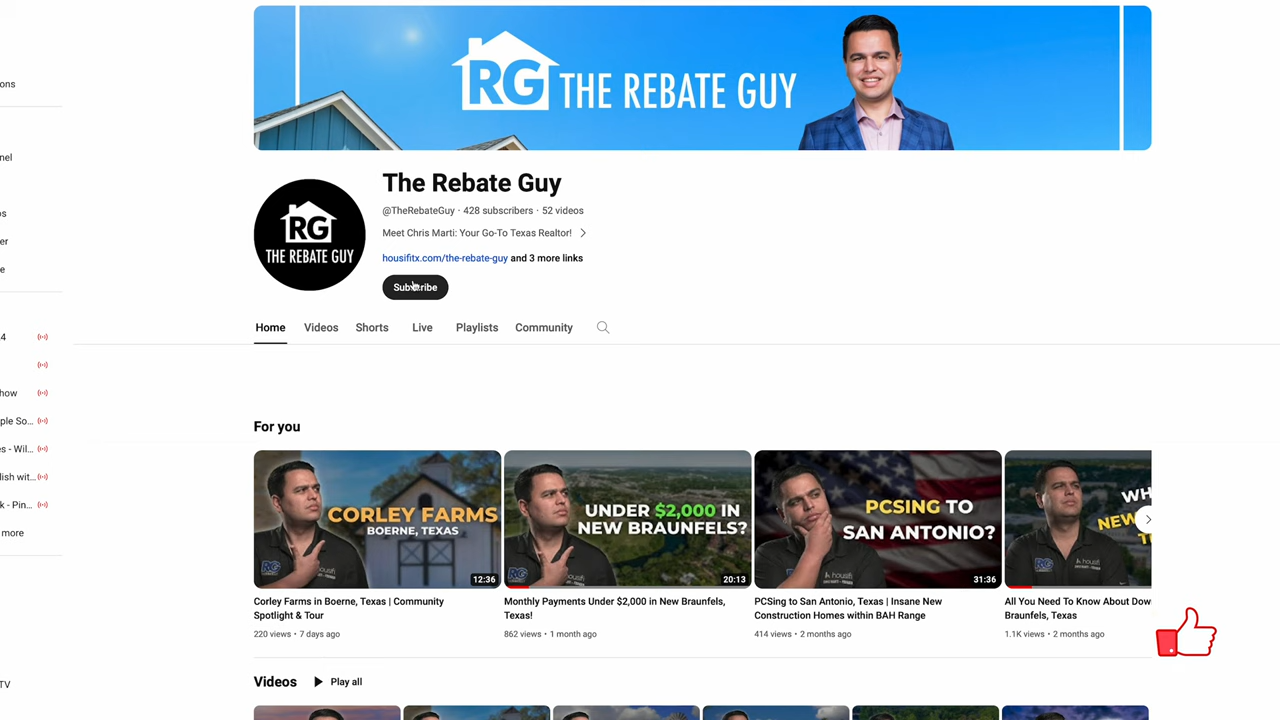 RG THE REBATE GUY
ons
nel
os
er
e
4
how
ple So...
es - Wil...
lish wit...
k - Pin...
more
TV
RG
THE REBATE GUY
The Rebate Guy
@TheRebateGuy · 428 subscribers · 52 videos
Meet Chris Marti: Your Go-To Texas Realtor!
housifitx.com/the-rebate-guy and 3 more links
Subscribe
Home Videos Shorts Live Playlists Community
For you
CORLEY FARMS
BOERNE, TEXAS
12:36
UNDER $2,000 IN
NEW BRAUNFELS?
20:13
PCSING TO
SAN ANTONIO?
31:36
WH
NEW
T
Corley Farms in Boerne, Texas | Community
Spotlight & Tour
220 views • 7 days ago
Monthly Payments Under $2,000 in New Braunfels,
Texas!
862 views • 1 month ago
PCSing to San Antonio, Texas | Insane New
Construction Homes within BAH Range
414 views • 2 months ago
All You Need To Know About Dow
Braunfels, Texas
1.1K views • 2 months ago
Videos Play all